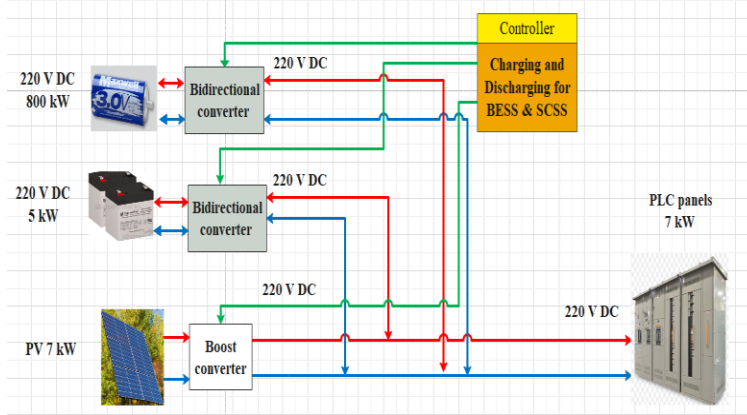 Controller
Charging and
Discharging for
BESS & SCSS
220 V DC
800 kW
Maxwell
3.0V
Bidirectional
converter
220 V DC
220 V DC
5 kW
Bidirectional
converter
220 V DC
PLC panels
7 kW
220 V DC
220 V DC
PV 7 kW
Boost
converter